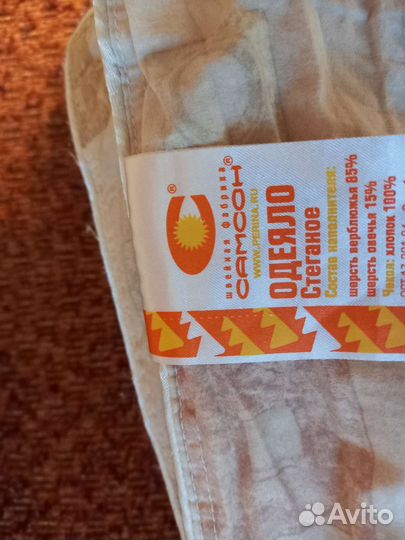 ®
швейная фабрика
САМСОН®
WWW.PERINA.RU
ОДЕЯЛО
Стеганое
Состав наполнителя:
шерсть верблюжья 85%
шерсть овечья 15%
Чехол: хлопок 100%
Avito